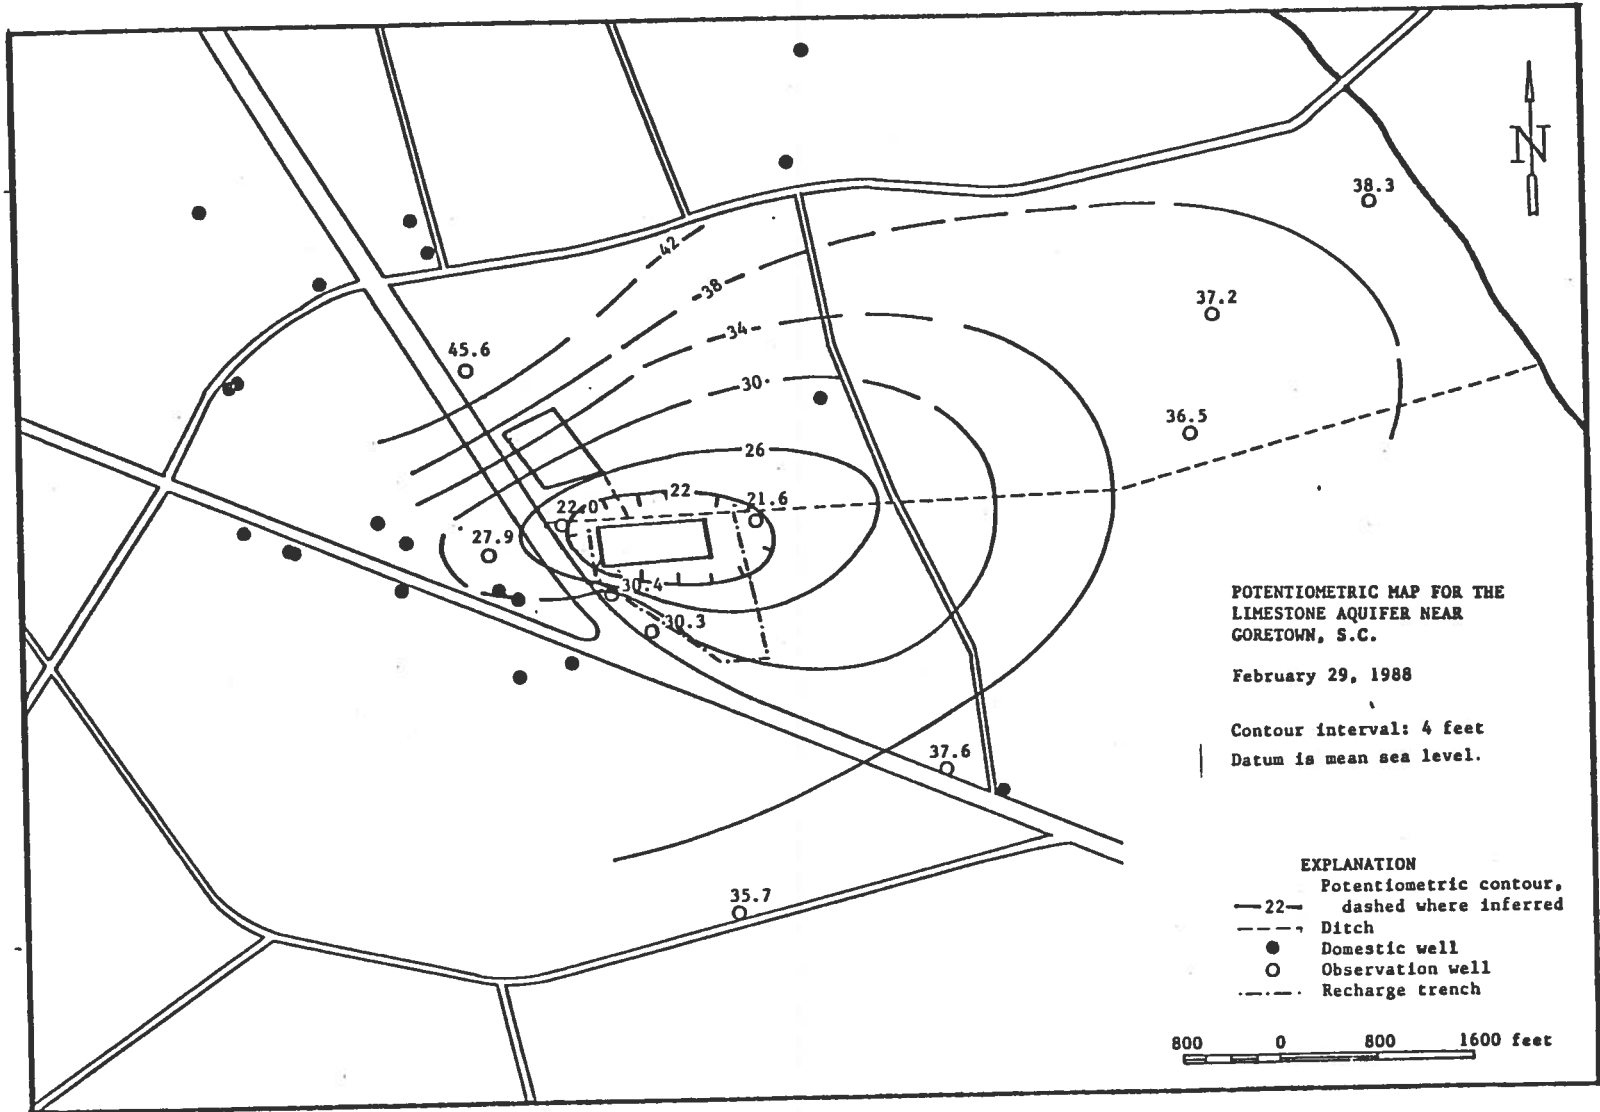 N
38.3
42
38
37.2
34
45.6
30
36.5
26
22
22.0
21.6
27.9
30.4
30.3
POTENTIOMETRIC MAP FOR THE
LIMESTONE AQUIFER NEAR
GORETOWN, S.C.
February 29, 1988
Contour interval: 4 feet
Datum is mean sea level.
37.6
35.7
EXPLANATION
Potentiometric contour,
22 dashed where inferred
Ditch
Domestic well
Observation well
Recharge trench
800 0 800 1600 feet